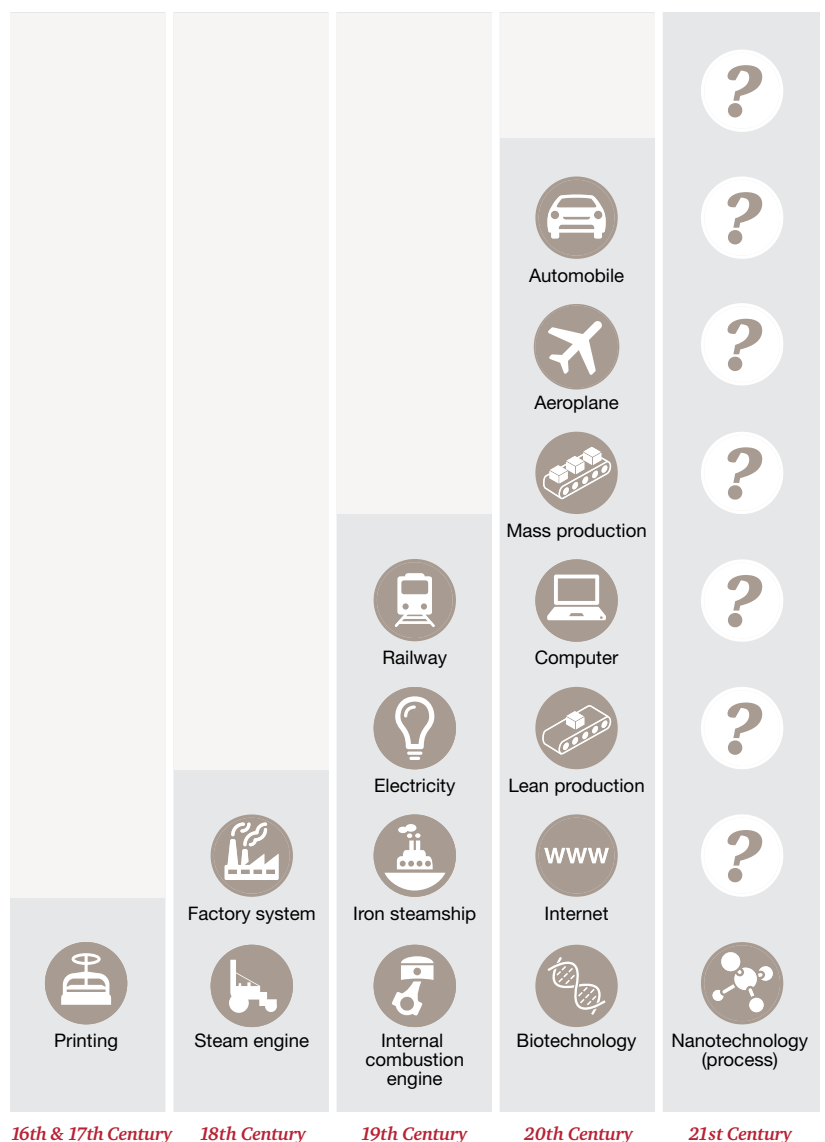 ?
?
Automobile
?
Aeroplane
?
Mass production
?
Railway
Computer
?
Electricity
Lean production
www
?
Factory system
Iron steamship
Internet
Printing
Steam engine
Internal
combustion
engine
Biotechnology
Nanotechnology
(process)
16th & 17th Century
18th Century
19th Century
20th Century
21st Century